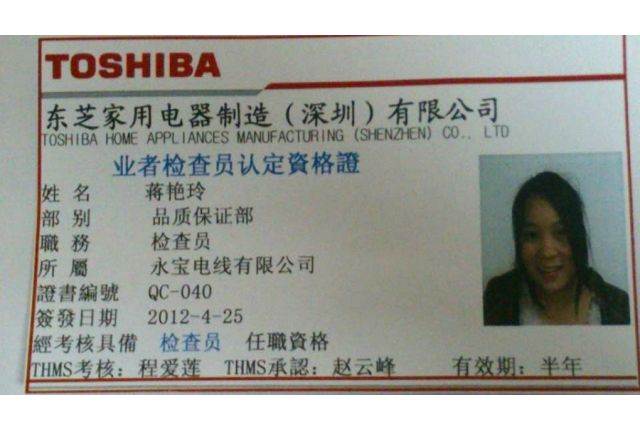 TOSHIBA
东芝家用电器制造（深圳）有限公司
TOSHIBA HOME APPLIANCES MANUFACTURING (SHENZHEN) CO., LTD
业者检查员认定資格證
姓 名 蒋艳玲
部 别 品质保证部
職 務 检查员
所 屬 永宝电线有限公司
證書編號 QC-040
簽發日期 2012-4-25
經考核具備 检查员 任職資格
THMS考核：程爱莲 THMS承認：赵云峰 有效期：半年